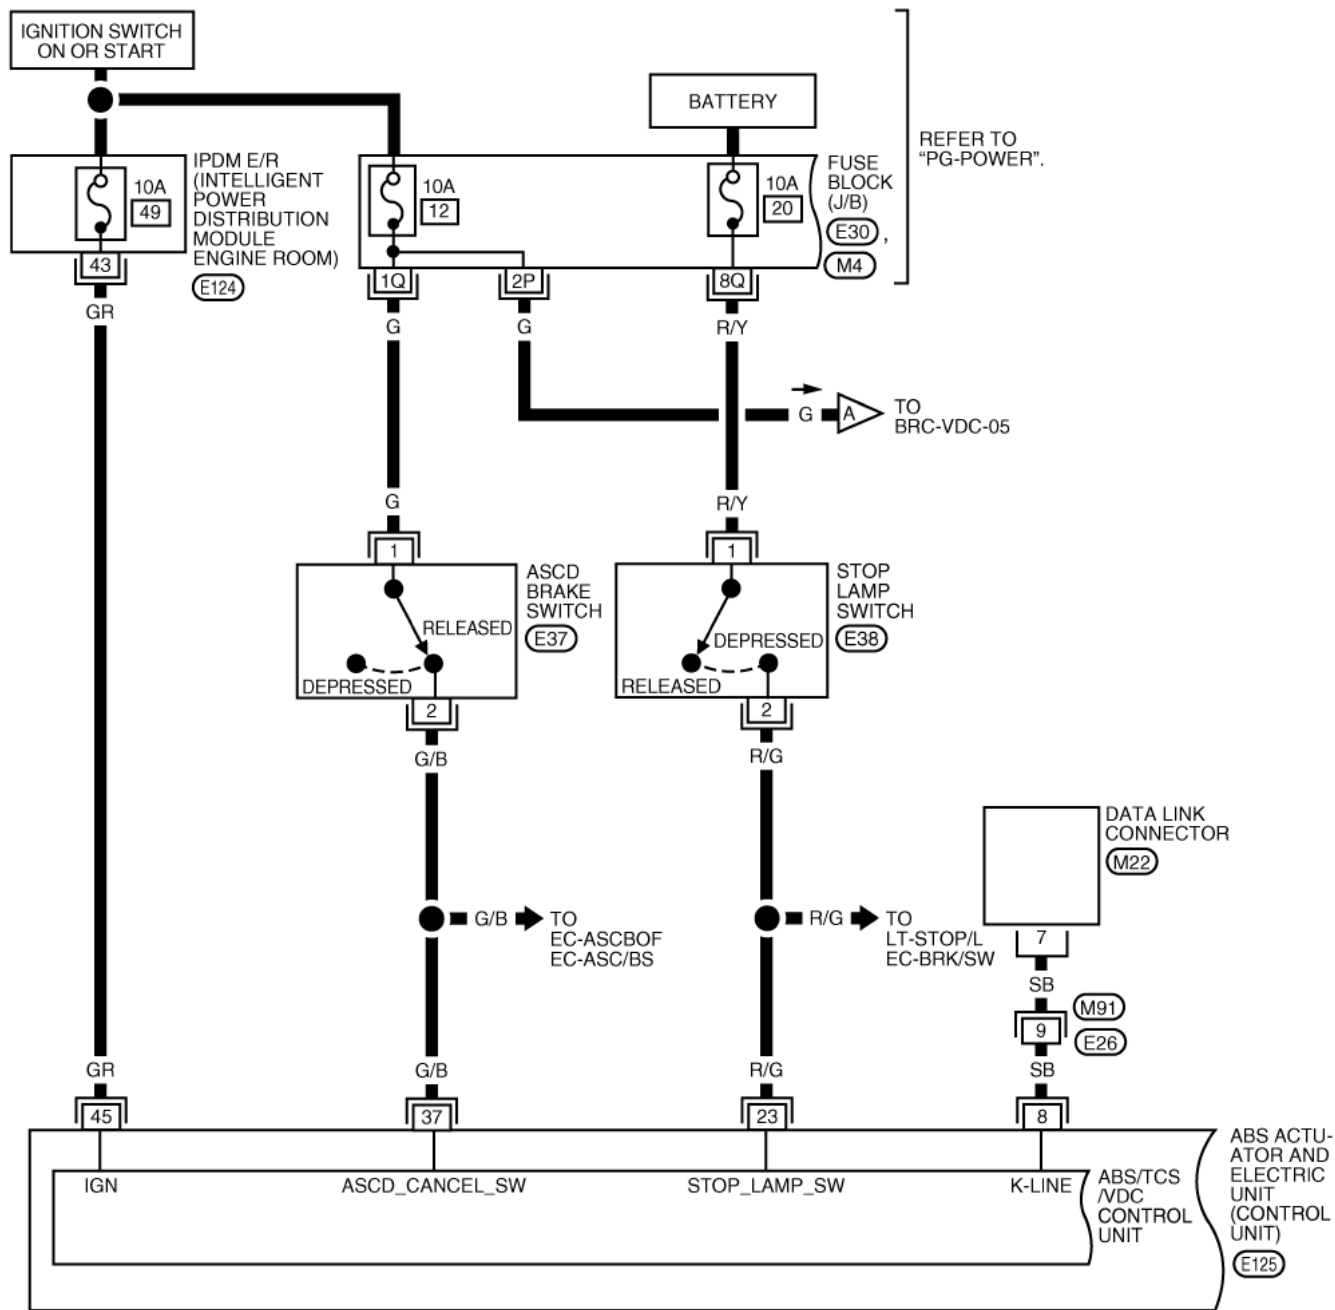 IGNITION SWITCH
ON OR START
BATTERY
REFER TO
“PG-POWER”.
IPDM E/R
(INTELLIGENT
POWER
DISTRIBUTION
MODULE
ENGINE ROOM)
E124
10A
49
43
GR
10A
12
10A
20
FUSE
BLOCK
(J/B)
E30 ,
M4
1Q
2P
8Q
G
G
R/Y
G
A
TO
BRC-VDC-05
G
R/Y
1
1
ASCD
BRAKE
SWITCH
E37
RELEASED
DEPRESSED
2
STOP
LAMP
SWITCH
E38
DEPRESSED
RELEASED
2
G/B
R/G
DATA LINK
CONNECTOR
M22
7
G/B
TO
EC-ASCBOF
EC-ASC/BS
R/G
TO
LT-STOP/L
EC-BRK/SW
SB
M91
9
E26
GR
G/B
R/G
SB
45
37
23
8
IGN
ASCD_CANCEL_SW
STOP_LAMP_SW
K-LINE
ABS/TCS
/VDC
CONTROL
UNIT
ABS ACTU-
ATOR AND
ELECTRIC
UNIT
(CONTROL
UNIT)
E125